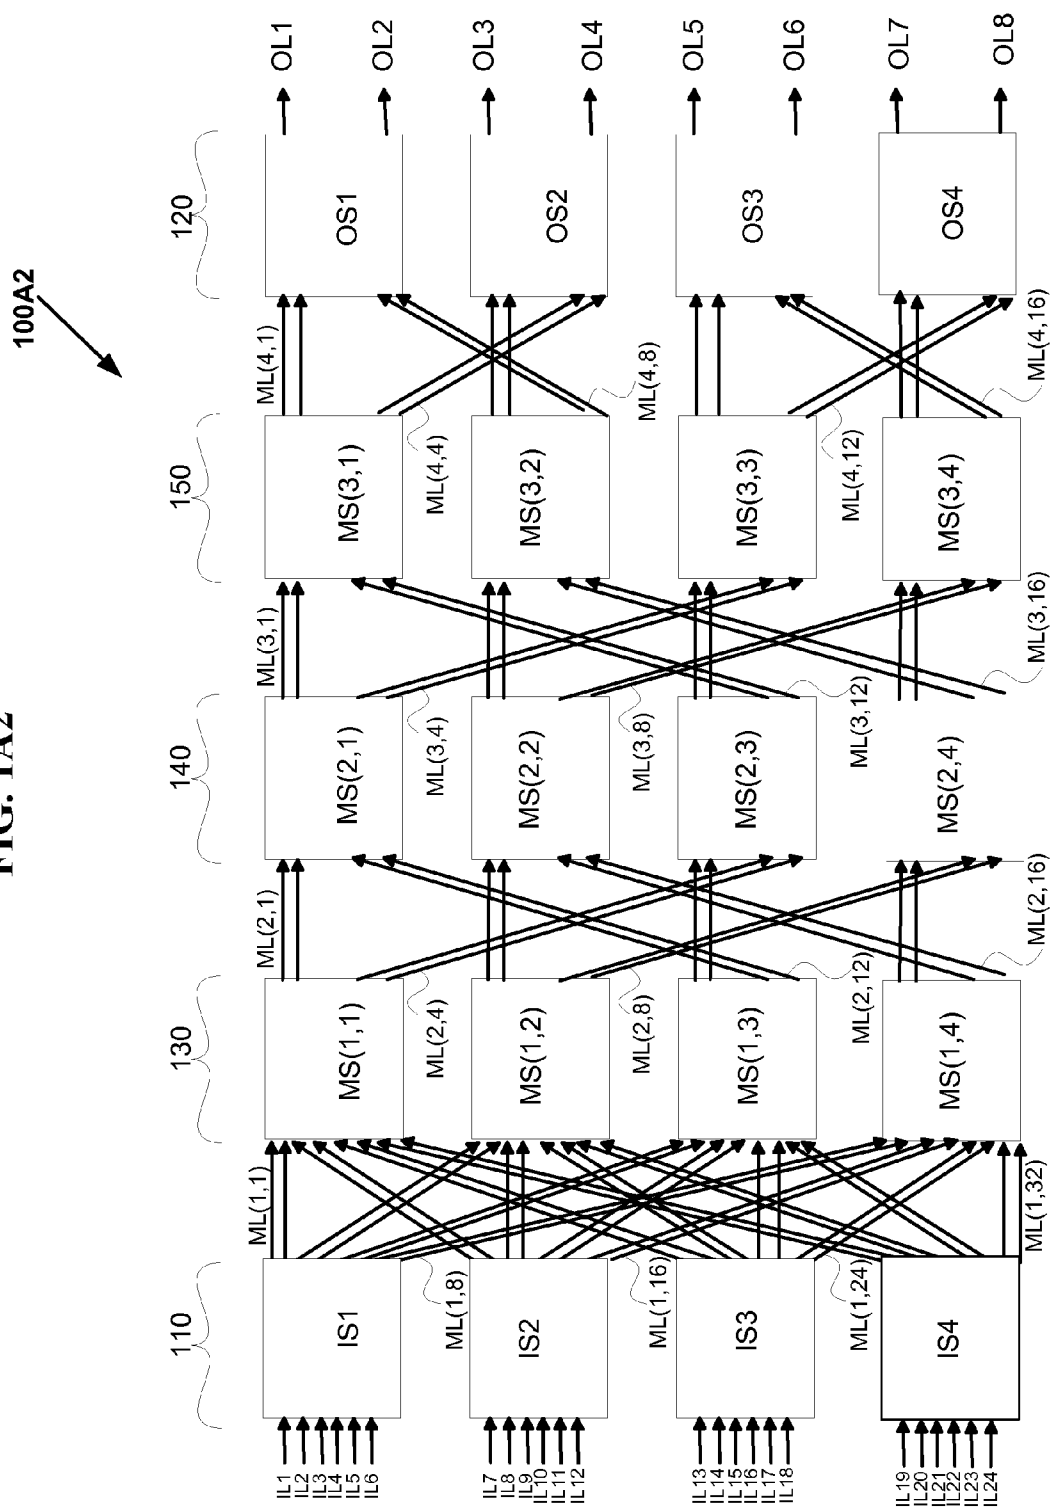 FIG. 1A2
100A2
120
150
140
130
110
OL1
OL2
OL3
OL4
OL5
OL6
OL7
OL8
OS1
OS2
OS3
OS4
ML(4,1)
ML(4,4)
ML(4,8)
ML(4,12)
ML(4,16)
MS(3,1)
MS(3,2)
MS(3,3)
MS(3,4)
ML(3,1)
ML(3,4)
ML(3,8)
ML(3,12)
ML(3,16)
MS(2,1)
MS(2,2)
MS(2,3)
MS(2,4)
ML(2,1)
ML(2,4)
ML(2,8)
ML(2,12)
ML(2,16)
MS(1,1)
MS(1,2)
MS(1,3)
MS(1,4)
ML(1,1)
ML(1,8)
ML(1,16)
ML(1,24)
ML(1,32)
IS1
IS2
IS3
IS4
IL1
IL2
IL3
IL4
IL5
IL6
IL7
IL8
IL9
IL10
IL11
IL12
IL13
IL14
IL15
IL16
IL17
IL18
IL19
IL20
IL21
IL22
IL23
IL24